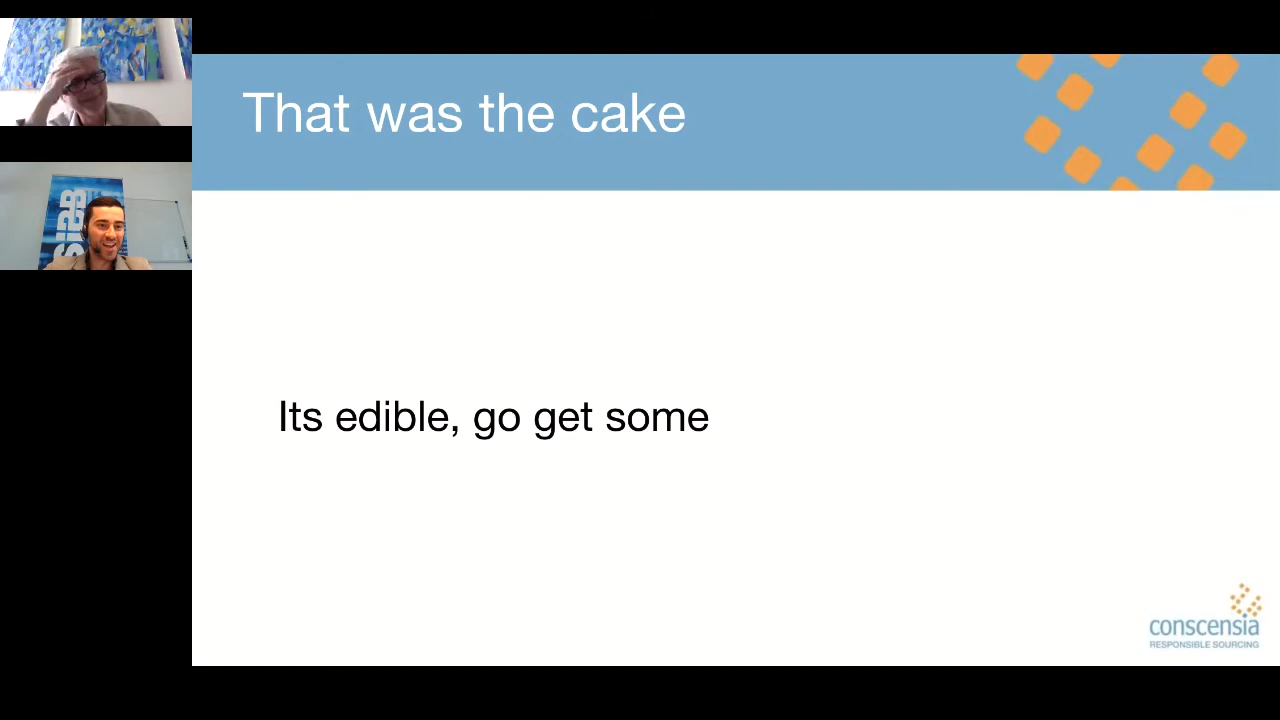 That was the cake
Its edible, go get some
conscensia
RESPONSIBLE SOURCING